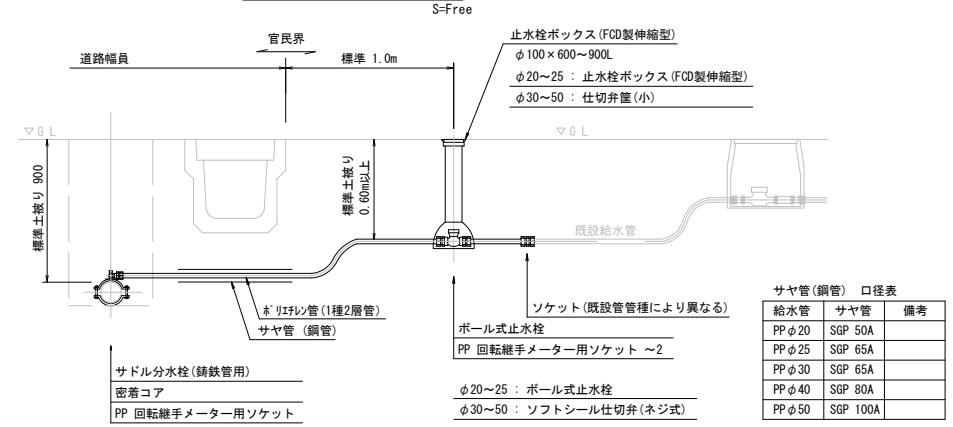 S=Free
官民界
道路幅員
標準 1.0m
止水栓ボックス(FCD製伸縮型)
φ100×600～900L
φ20～25 : 止水栓ボックス(FCD製伸縮型)
φ30～50 : 仕切弁筐(小)
▽GL
▽GL
標準土被り 900
標準土被り
0.60m以上
既設給水管
ﾎﾟﾘｴﾁﾚﾝ管(1種2層管)
サヤ管 (鋼管)
ソケット(既設管管種により異なる)
ボール式止水栓
PP 回転継手メーター用ソケット ～2
サドル分水栓(鋳鉄管用)
密着コア
PP 回転継手メーター用ソケット
φ20～25 : ボール式止水栓
φ30～50 : ソフトシール仕切弁(ネジ式)
サヤ管(鋼管) 口径表
給水管 サヤ管 備考
PPφ20 SGP 50A
PPφ25 SGP 65A
PPφ30 SGP 65A
PPφ40 SGP 80A
PPφ50 SGP 100A